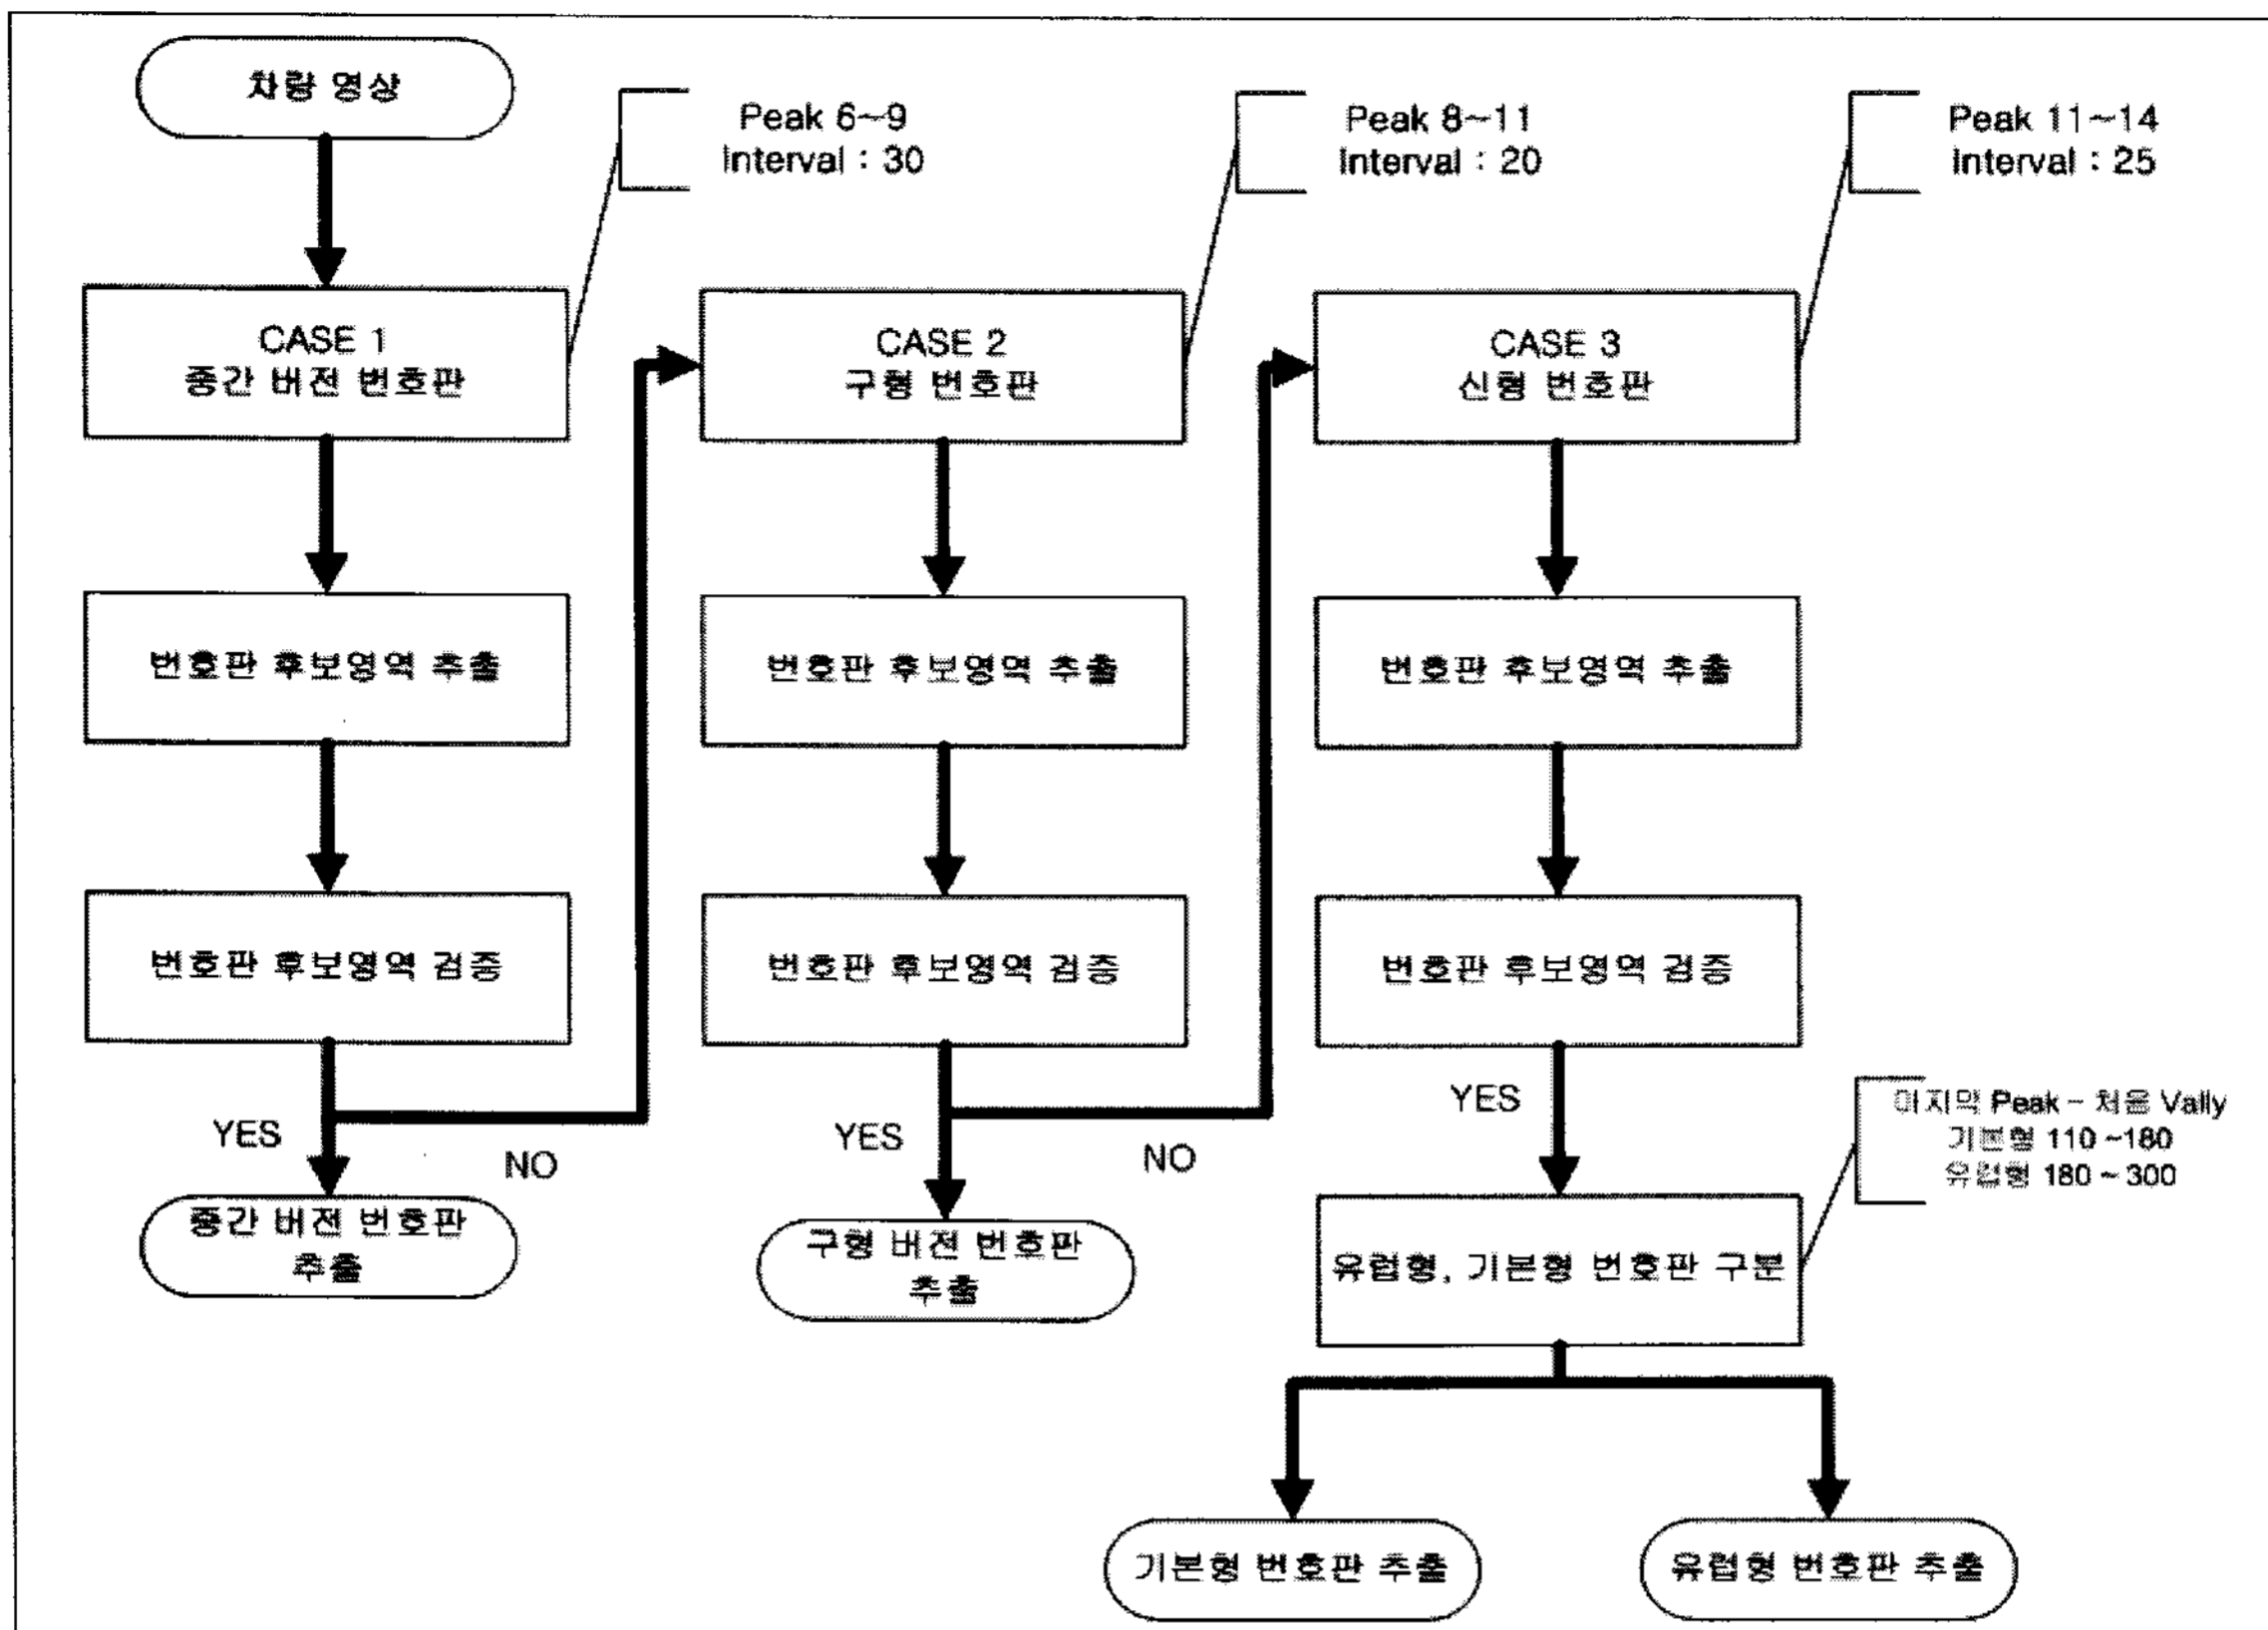 차량 영상
Peak 6~9
Interval : 30
Peak 8~11
Interval : 20
Peak 11~14
Interval : 25
CASE 1
중간 버전 번호판
CASE 2
구형 번호판
CASE 3
신형 번호판
번호판 후보영역 추출
번호판 후보영역 추출
번호판 후보영역 추출
번호판 후보영역 검증
번호판 후보영역 검증
번호판 후보영역 검증
YES
NO
YES
NO
YES
마지막 Peak - 처음 Vally
기본형 110 ~180
유럽형 180 ~ 300
중간 버전 번호판
추출
구형 버전 번호판
추출
유럽형, 기본형 번호판 구분
기본형 번호판 추출
유럽형 번호판 추출